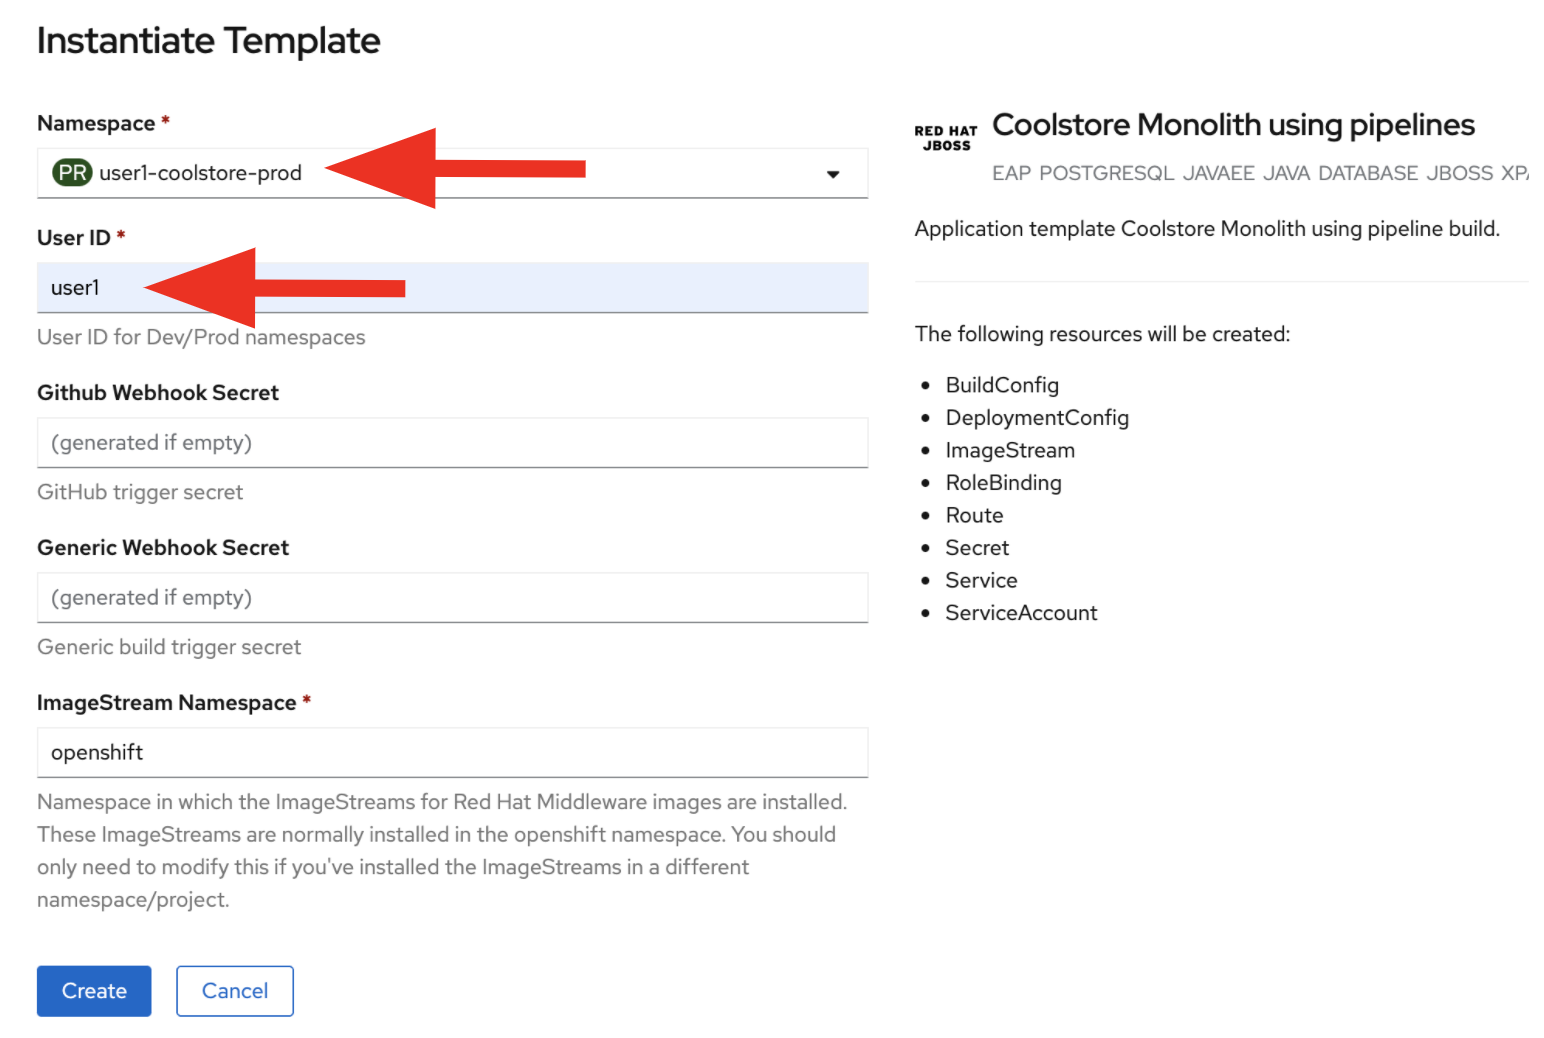 Instantiate Template
Namespace *
PR user1-coolstore-prod
User ID *
user1
User ID for Dev/Prod namespaces
Github Webhook Secret
(generated if empty)
GitHub trigger secret
Generic Webhook Secret
(generated if empty)
Generic build trigger secret
ImageStream Namespace *
openshift
Namespace in which the ImageStreams for Red Hat Middleware images are installed.
These ImageStreams are normally installed in the openshift namespace. You should
only need to modify this if you've installed the ImageStreams in a different
namespace/project.
Create
Cancel
RED HAT
JBOSS
Coolstore Monolith using pipelines
EAP POSTGRESQL JAVAEE JAVA DATABASE JBOSS
Application template Coolstore Monolith using pipeline build.
The following resources will be created:
BuildConfig
DeploymentConfig
ImageStream
RoleBinding
Route
Secret
Service
ServiceAccount